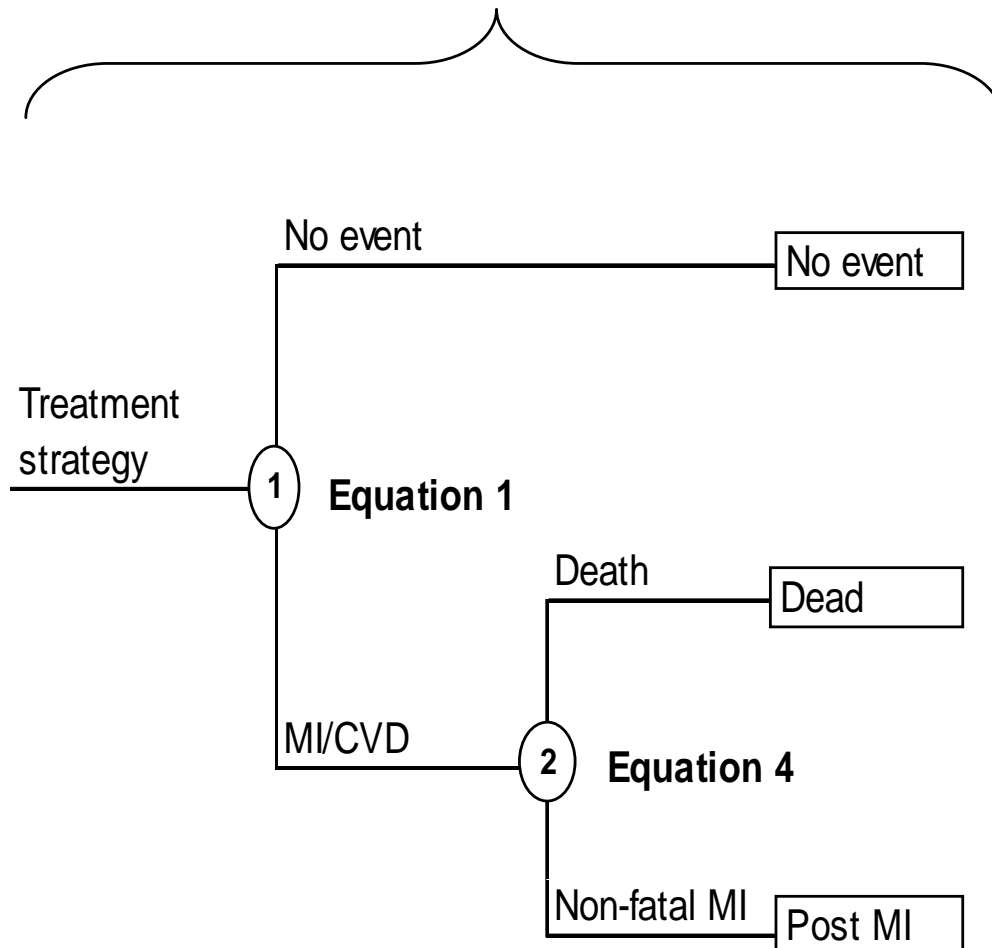 No event
No event
Treatment
strategy
1
Equation 1
Death
Dead
MI/CVD
2
Equation 4
Non-fatal MI
Post MI